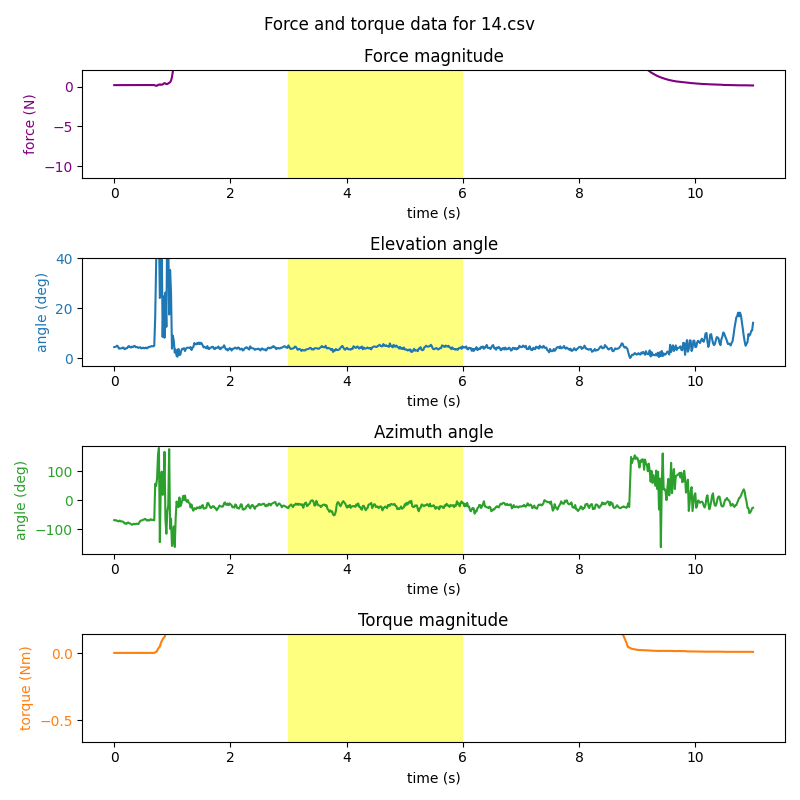 Force and torque data for 14.csv
Force magnitude
force (N)
0
−5
−10
0 2 4 6 8 10
time (s)
Elevation angle
angle (deg)
40
20
0
0 2 4 6 8 10
time (s)
Azimuth angle
angle (deg)
100
0
−100
0 2 4 6 8 10
time (s)
Torque magnitude
torque (Nm)
0.0
−0.5
0 2 4 6 8 10
time (s)